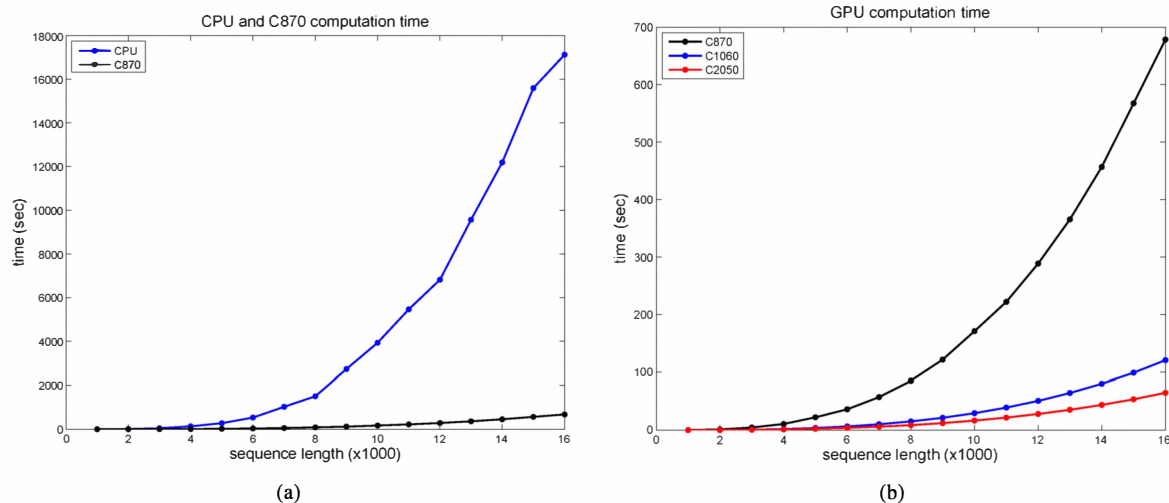 CPU and C870 computation time
CPU
C870
18000
16000
14000
12000
10000
8000
6000
4000
2000
0
time (sec)
0 2 4 6 8 10 12 14 16
sequence length (x1000)
(a)
GPU computation time
C870
C1060
C2050
700
600
500
400
300
200
100
0
time (sec)
0 2 4 6 8 10 12 14 16
sequence length (x1000)
(b)